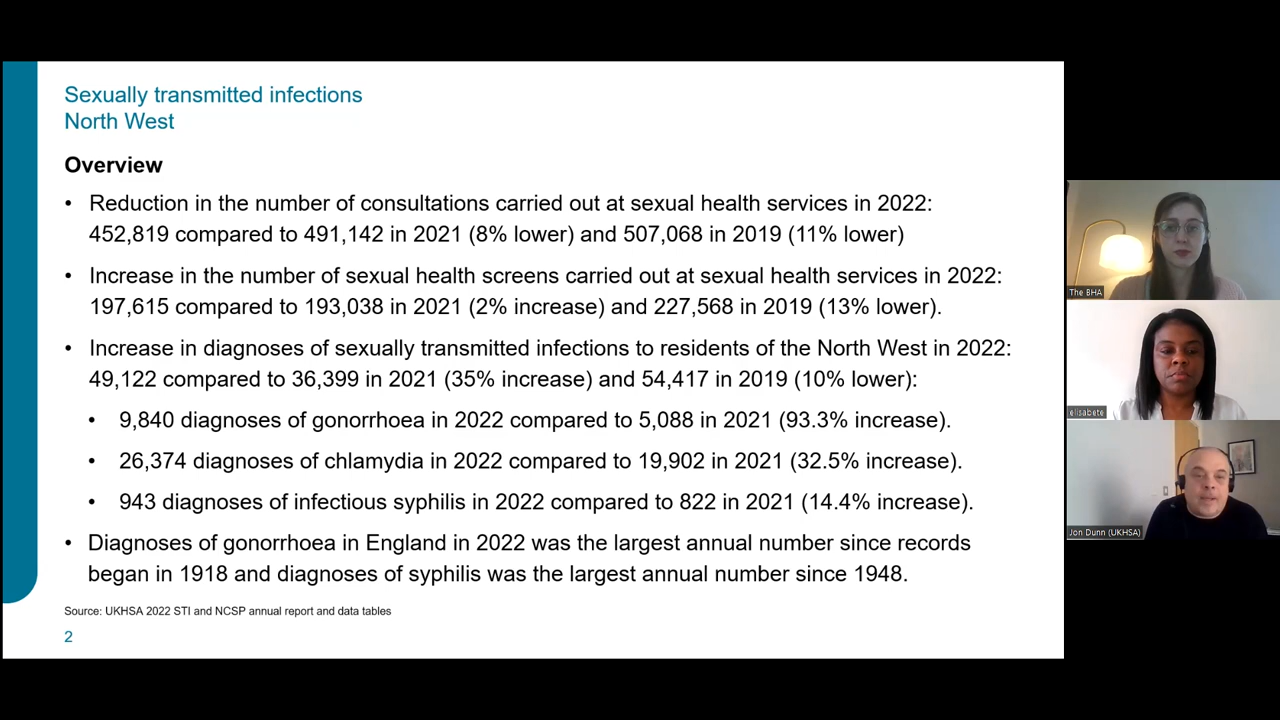 Sexually transmitted infections
North West
Overview
• Reduction in the number of consultations carried out at sexual health services in 2022:
452,819 compared to 491,142 in 2021 (8% lower) and 507,068 in 2019 (11% lower)
• Increase in the number of sexual health screens carried out at sexual health services in 2022:
197,615 compared to 193,038 in 2021 (2% increase) and 227,568 in 2019 (13% lower).
• Increase in diagnoses of sexually transmitted infections to residents of the North West in 2022:
49,122 compared to 36,399 in 2021 (35% increase) and 54,417 in 2019 (10% lower):
• 9,840 diagnoses of gonorrhoea in 2022 compared to 5,088 in 2021 (93.3% increase).
• 26,374 diagnoses of chlamydia in 2022 compared to 19,902 in 2021 (32.5% increase).
• 943 diagnoses of infectious syphilis in 2022 compared to 822 in 2021 (14.4% increase).
• Diagnoses of gonorrhoea in England in 2022 was the largest annual number since records
began in 1918 and diagnoses of syphilis was the largest annual number since 1948.
Source: UKHSA 2022 STI and NCSP annual report and data tables
2
The BHA
elisabete
Jon Dunn (UKHSA)